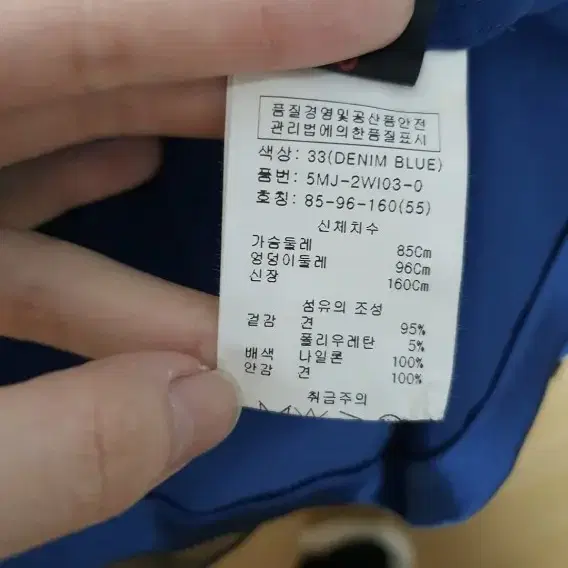 품질경영및공산품안전
관리법에의한품질표시
색상: 33(DENIM BLUE)
품번: 5MJ-2WI03-0
호칭: 85-96-160(55)
신체치수
가슴둘레 85Cm
엉덩이둘레 96Cm
신장 160Cm
섬유의 조성
겉감 견 95%
폴리우레탄 5%
배색 나일론 100%
안감 견 100%
취급주의